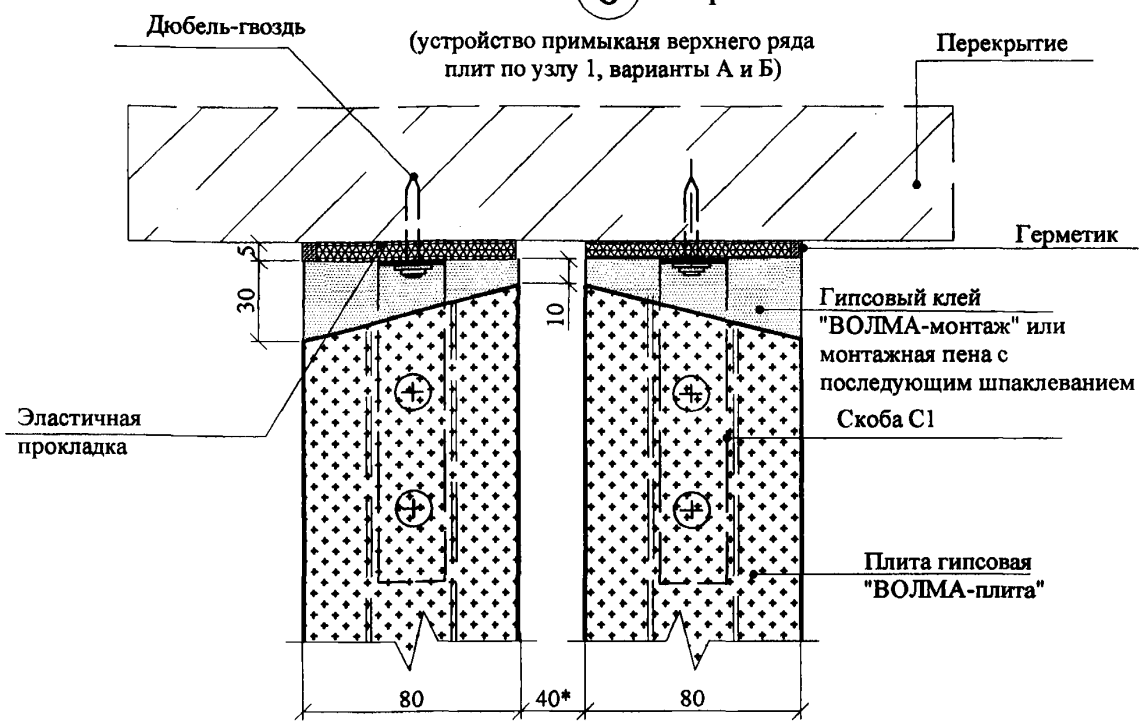 Дюбель-гвоздь
(устройство примыканя верхнего ряда
плит по узлу 1, варианты А и Б)
Перекрытие
Герметик
5
30
10
Гипсовый клей
"ВОЛМА-монтаж" или
монтажная пена с
последующим шпаклеванием
Эластичная
прокладка
Скоба С1
Плита гипсовая
"ВОЛМА-плита"
80
40*
80